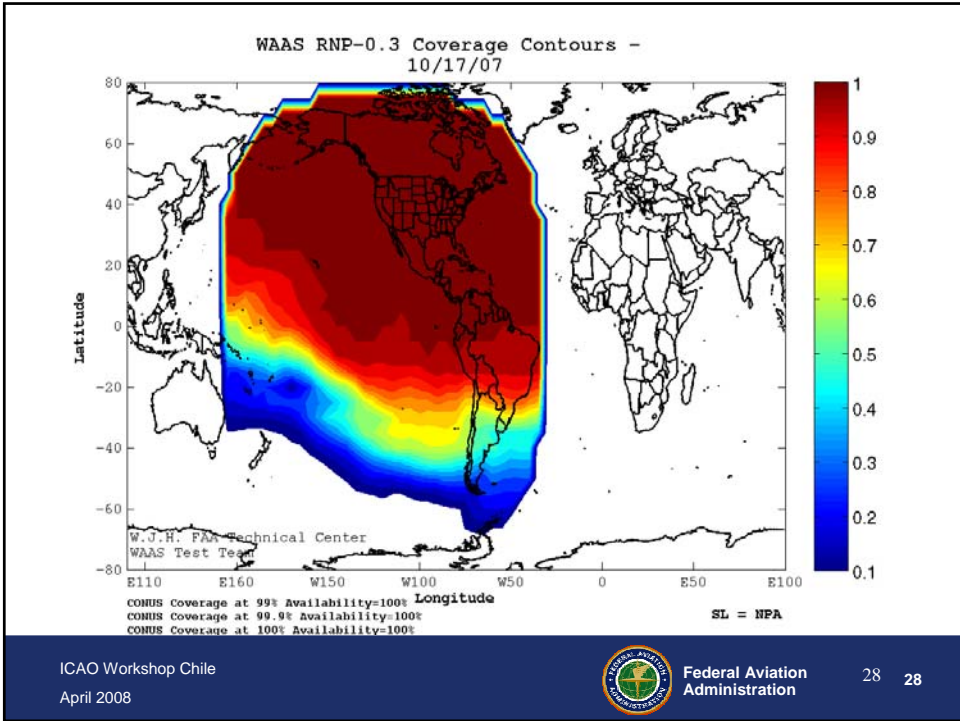 WAAS RNP-0.3 Coverage Contours -
10/17/07
80
60
40
20
0
-20
-40
-60
-80
Latitude
W.J.H. FAA Technical Center
WAAS Test Team
E110 E160 W150 W100 W50 0 E50 E100
Longitude
CONUS Coverage at 99% Availability=100%
CONUS Coverage at 99.9% Availability=100%
CONUS Coverage at 100% Availability=100%
SL = NPA
1
0.9
0.8
0.7
0.6
0.5
0.4
0.3
0.2
0.1
ICAO Workshop Chile
April 2008
Federal Aviation
Administration
28 28